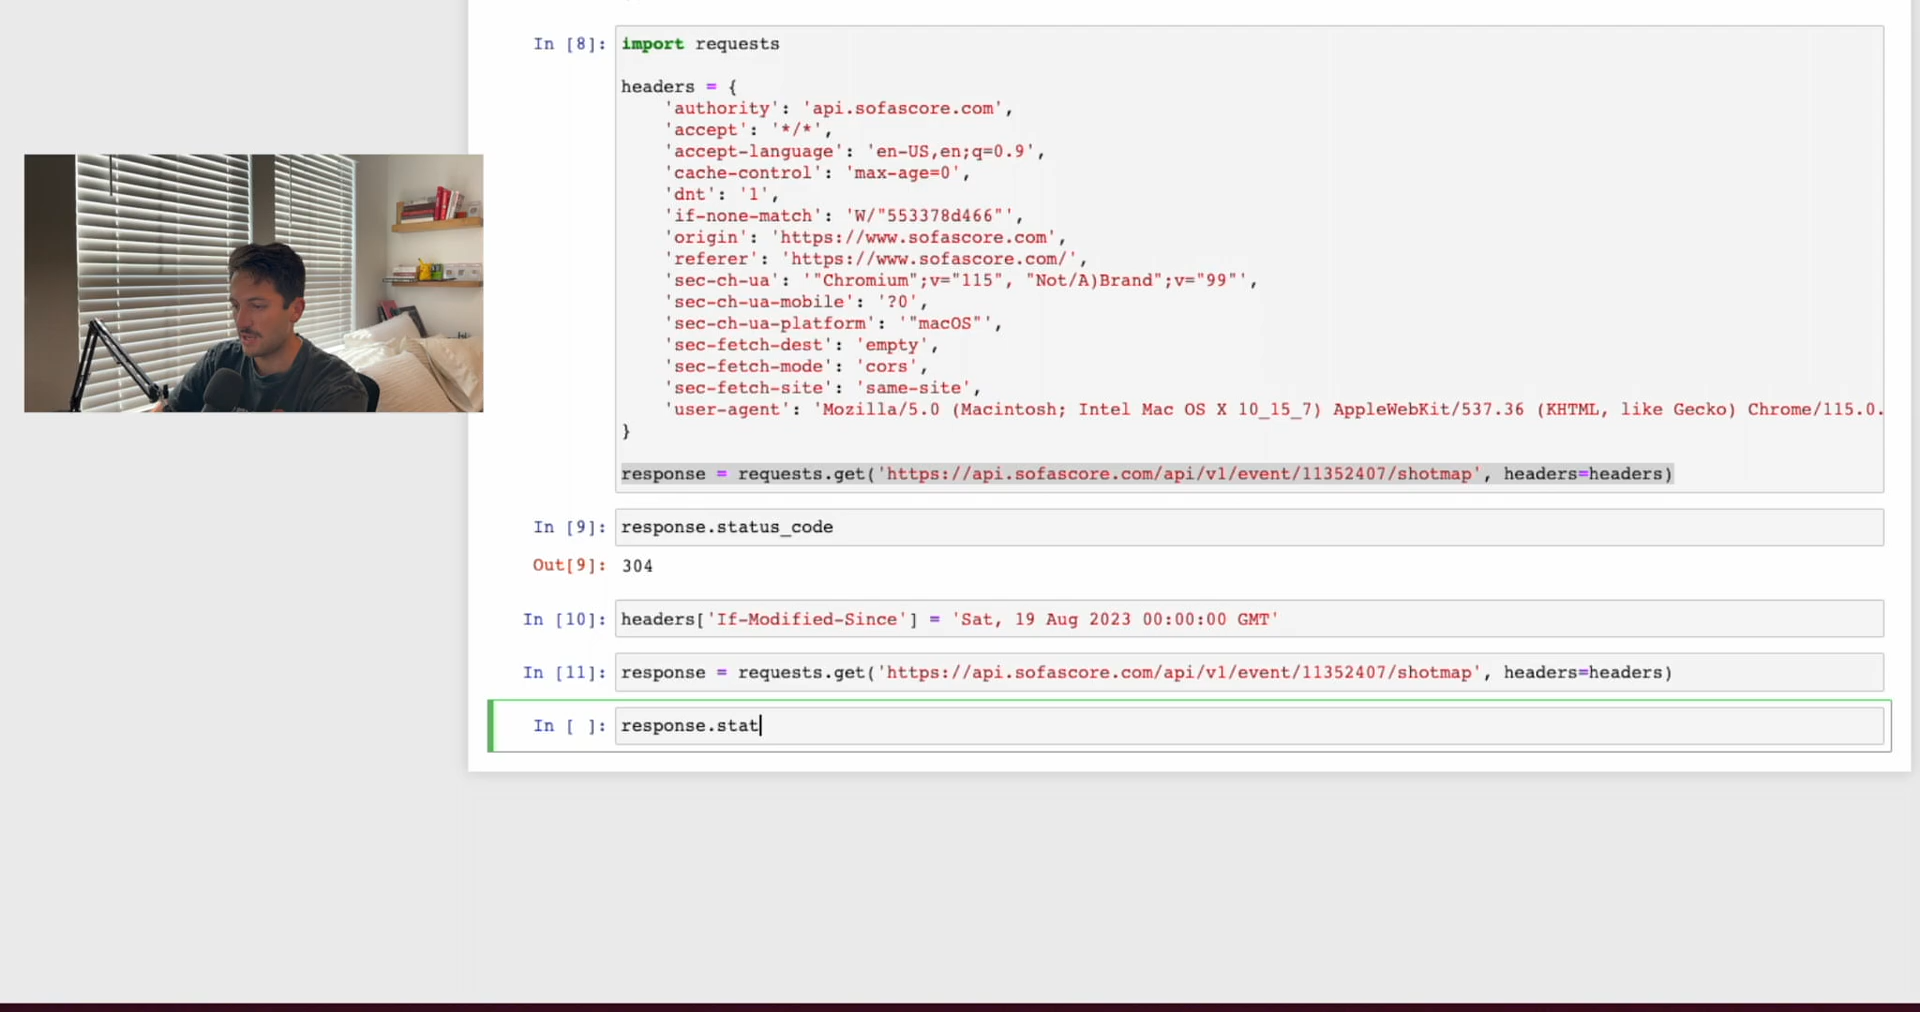 In [8]: import requests
headers = {
'authority': 'api.sofascore.com',
'accept': '*/*',
'accept-language': 'en-US,en;q=0.9',
'cache-control': 'max-age=0',
'dnt': '1',
'if-none-match': 'W/"553378d466"',
'origin': 'https://www.sofascore.com',
'referer': 'https://www.sofascore.com/',
'sec-ch-ua': '"Chromium";v="115", "Not/A)Brand";v="99"',
'sec-ch-ua-mobile': '?0',
'sec-ch-ua-platform': '"macOS"',
'sec-fetch-dest': 'empty',
'sec-fetch-mode': 'cors',
'sec-fetch-site': 'same-site',
'user-agent': 'Mozilla/5.0 (Macintosh; Intel Mac OS X 10_15_7) AppleWebKit/537.36 (KHTML, like Gecko) Chrome/115.0.
}
response = requests.get('https://api.sofascore.com/api/v1/event/11352407/shotmap', headers=headers)
In [9]: response.status_code
Out[9]: 304
In [10]: headers['If-Modified-Since'] = 'Sat, 19 Aug 2023 00:00:00 GMT'
In [11]: response = requests.get('https://api.sofascore.com/api/v1/event/11352407/shotmap', headers=headers)
In [ ]: response.stat